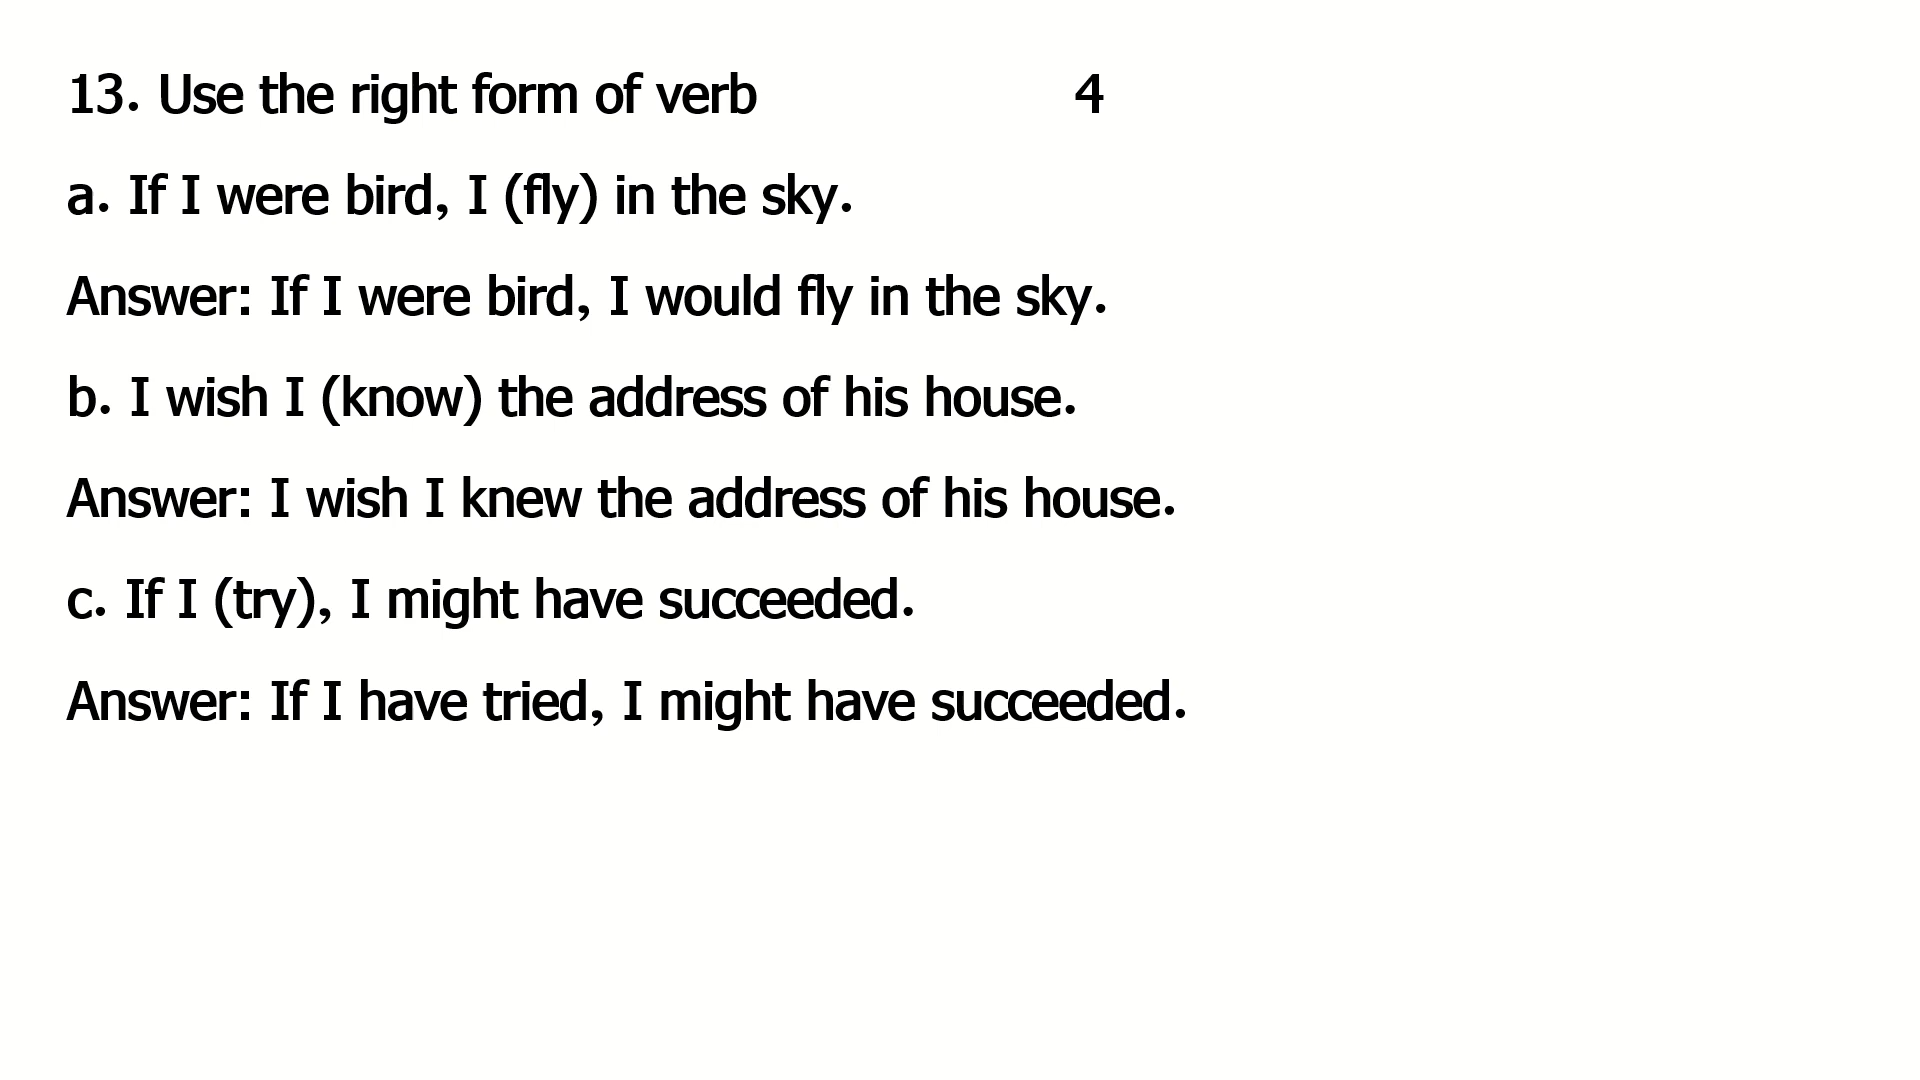 13. Use the right form of verb 4
a. If I were bird, I (fly) in the sky.
Answer: If I were bird, I would fly in the sky.
b. I wish I (know) the address of his house.
Answer: I wish I knew the address of his house.
c. If I (try), I might have succeeded.
Answer: If I have tried, I might have succeeded.